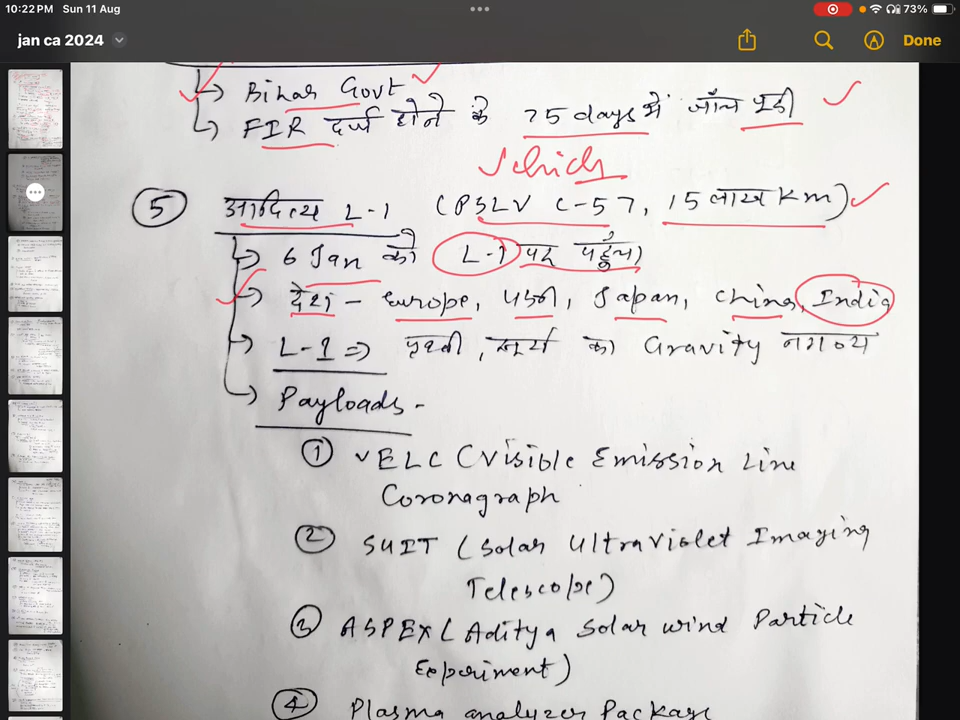 10:22 PM Sun 11 Aug
73%
jan ca 2024
Done
Bihar Govt
FIR दर्ज होने के 75 days में जाँच पूरी
Vehicle
5 आदित्य L-1 (PSLV C-57, 15 लाख Km)
6 Jan को L-1 पर पहुंचा
देश - europe, USA, Japan, China, India
L-1 => पृथ्वी, सूर्य का Gravity नगण्य
Payloads -
1 VELC (Visible Emission Line
Coronagraph
2 SUIT (Solar Ultraviolet Imaging
Telescope)
3 ASPEX (Aditya Solar wind Particle
Experiment)
4 Plasma analyzer Package